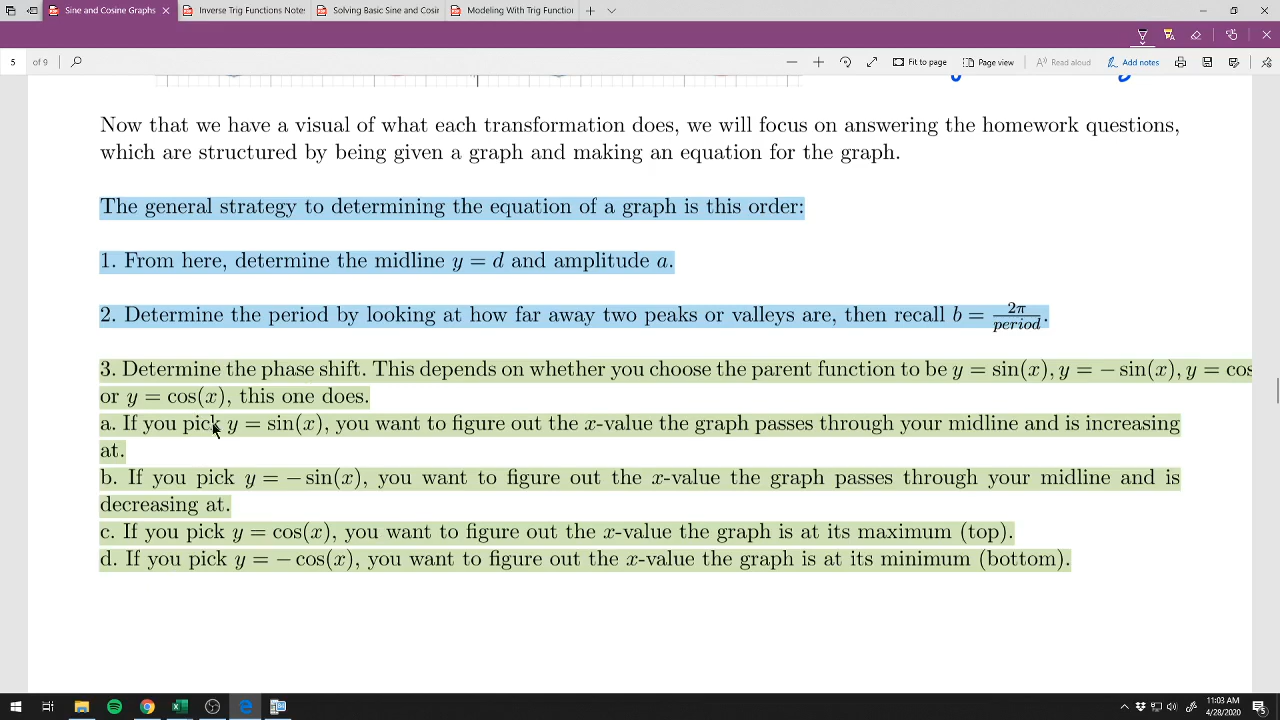 Sine and Cosine Graphs
Inverse Trig Functions Notes
Solving Basic Sine and Cosin
Modeling With Trig Function
5 of 9
Fit to page
Page view
Read aloud
Add notes
Now that we have a visual of what each transformation does, we will focus on answering the homework questions,
which are structured by being given a graph and making an equation for the graph.
The general strategy to determining the equation of a graph is this order:
1. From here, determine the midline y = d and amplitude a.
2. Determine the period by looking at how far away two peaks or valleys are, then recall b = 2π/period.
3. Determine the phase shift. This depends on whether you choose the parent function to be y = sin(x), y = − sin(x), y = cos
or y = cos(x), this one does.
a. If you pick y = sin(x), you want to figure out the x-value the graph passes through your midline and is increasing
at.
b. If you pick y = − sin(x), you want to figure out the x-value the graph passes through your midline and is
decreasing at.
c. If you pick y = cos(x), you want to figure out the x-value the graph is at its maximum (top).
d. If you pick y = − cos(x), you want to figure out the x-value the graph is at its minimum (bottom).
11:03 AM
4/28/2020